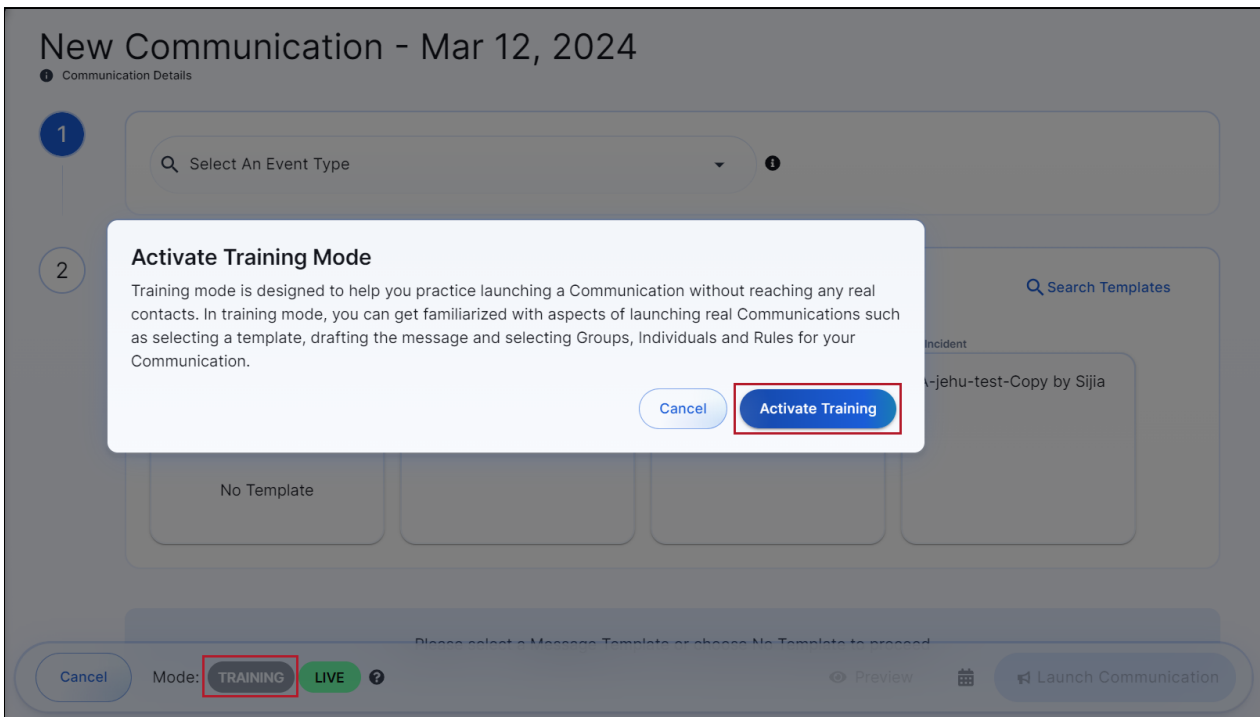 New Communication - Mar 12, 2024
Communication Details
1
Select An Event Type
2
Search Templates
Activate Training Mode
Training mode is designed to help you practice launching a Communication without reaching any real
contacts. In training mode, you can get familiarized with aspects of launching real Communications such
as selecting a template, drafting the message and selecting Groups, Individuals and Rules for your
Communication.
Cancel
Activate Training
Incident
-jehu-test-Copy by Sijia
No Template
Please select a Message Template or choose No Template to proceed
Cancel
Mode:
TRAINING
LIVE
Preview
Launch Communication